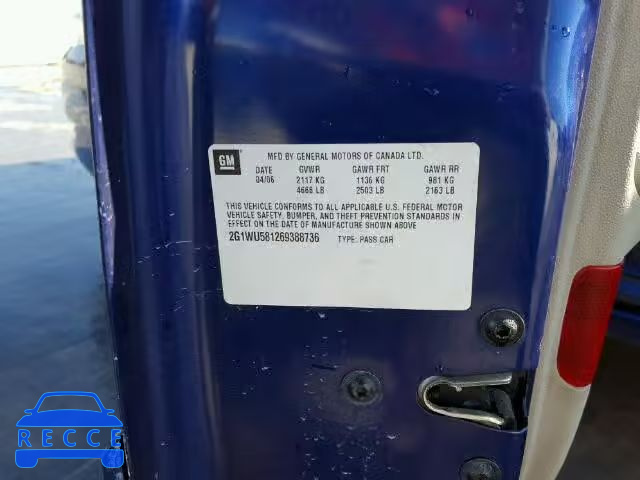 GM MFD BY GENERAL MOTORS OF CANADA LTD.
DATE GVWR GAWR FRT GAWR RR
04/06 2117 KG 1136 KG 981 KG
4668 LB 2503 LB 2163 LB
THIS VEHICLE CONFORMS TO ALL APPLICABLE U.S. FEDERAL MOTOR
VEHICLE SAFETY, BUMPER, AND THEFT PREVENTION STANDARDS IN
EFFECT ON THE DATE OF MANUFACTURE SHOWN ABOVE
2G1WU581269388736 TYPE: PASS CAR
RECCE